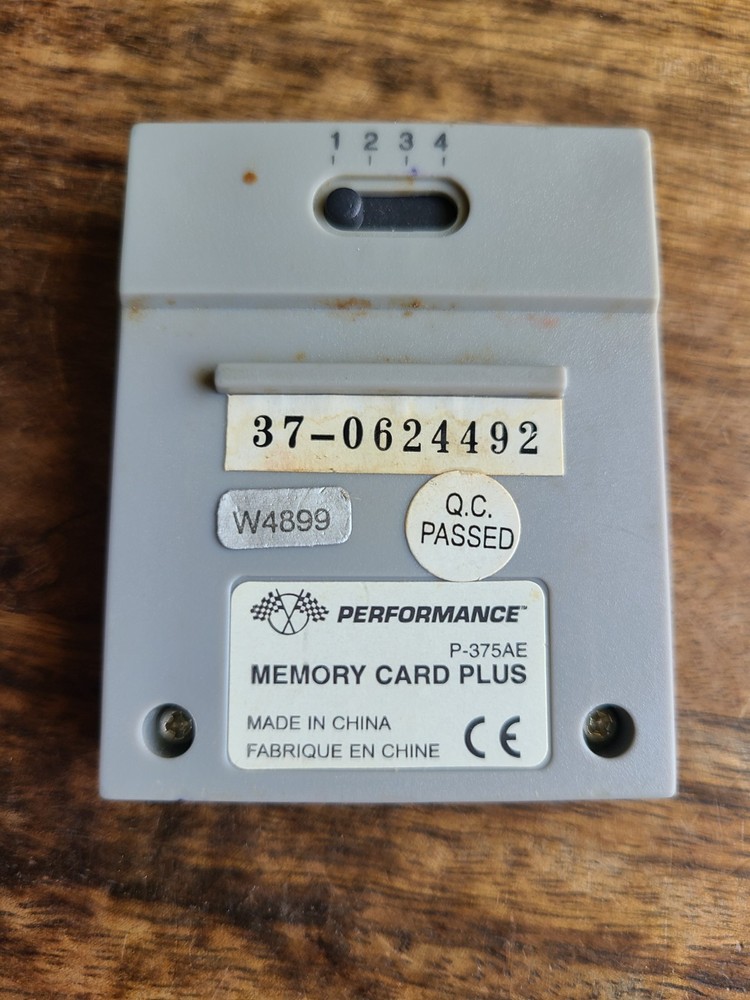 1 2 3 4
37-0624492
W4899
Q.C.
PASSED
PERFORMANCE™
P-375AE
MEMORY CARD PLUS
MADE IN CHINA
FABRIQUE EN CHINE
CE